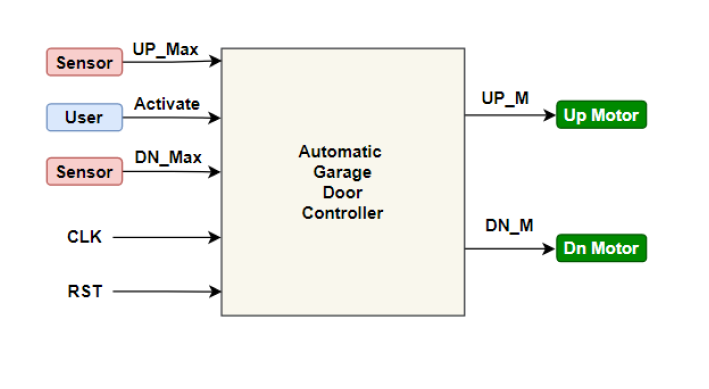 UP_Max
Sensor
Activate
User
DN_Max
Sensor
CLK
RST
Automatic
Garage
Door
Controller
UP_M
Up Motor
DN_M
Dn Motor